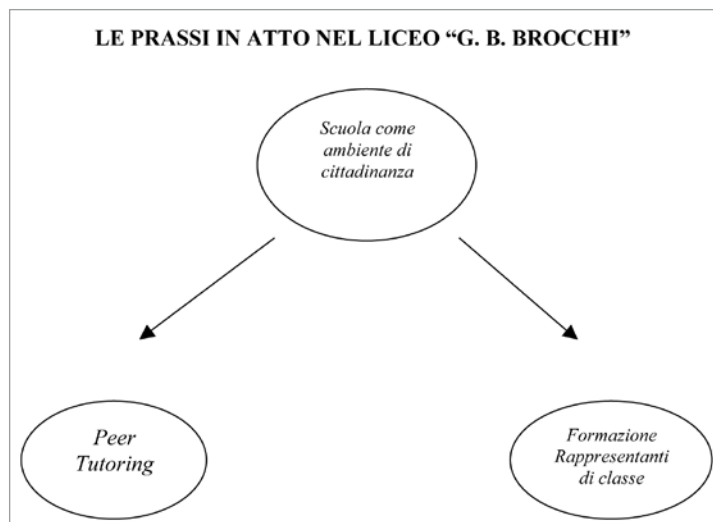 LE PRASSI IN ATTO NEL LICEO “G. B. BROCCHI”
Scuola come
ambiente di
cittadinanza
Peer
Tutoring
Formazione
Rappresentanti
di classe